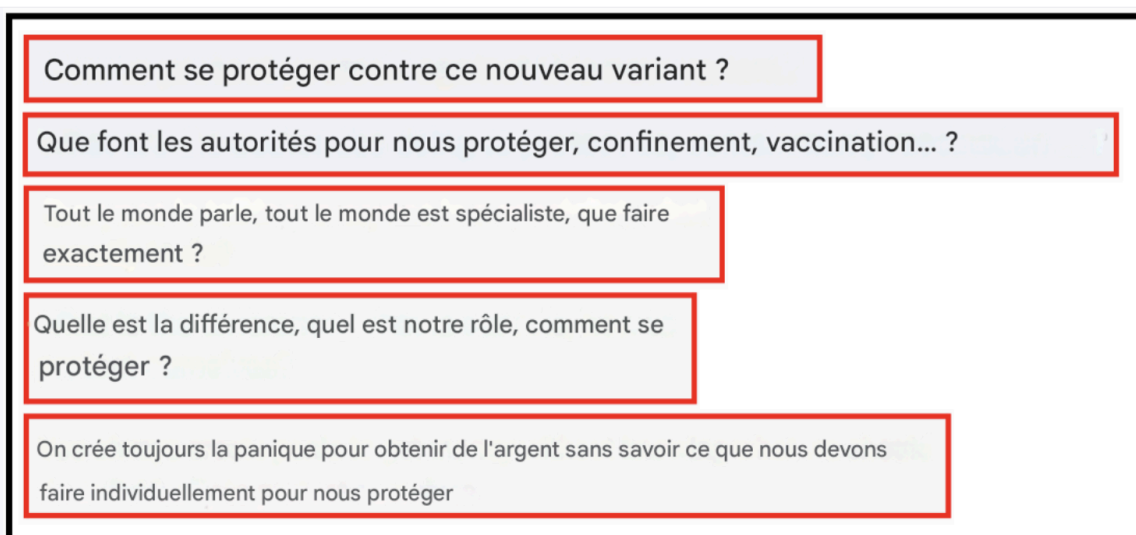 Comment se protéger contre ce nouveau variant ?
Que font les autorités pour nous protéger, confinement, vaccination... ?
Tout le monde parle, tout le monde est spécialiste, que faire
exactement ?
Quelle est la différence, quel est notre rôle, comment se
protéger ?
On crée toujours la panique pour obtenir de l'argent sans savoir ce que nous devons
faire individuellement pour nous protéger